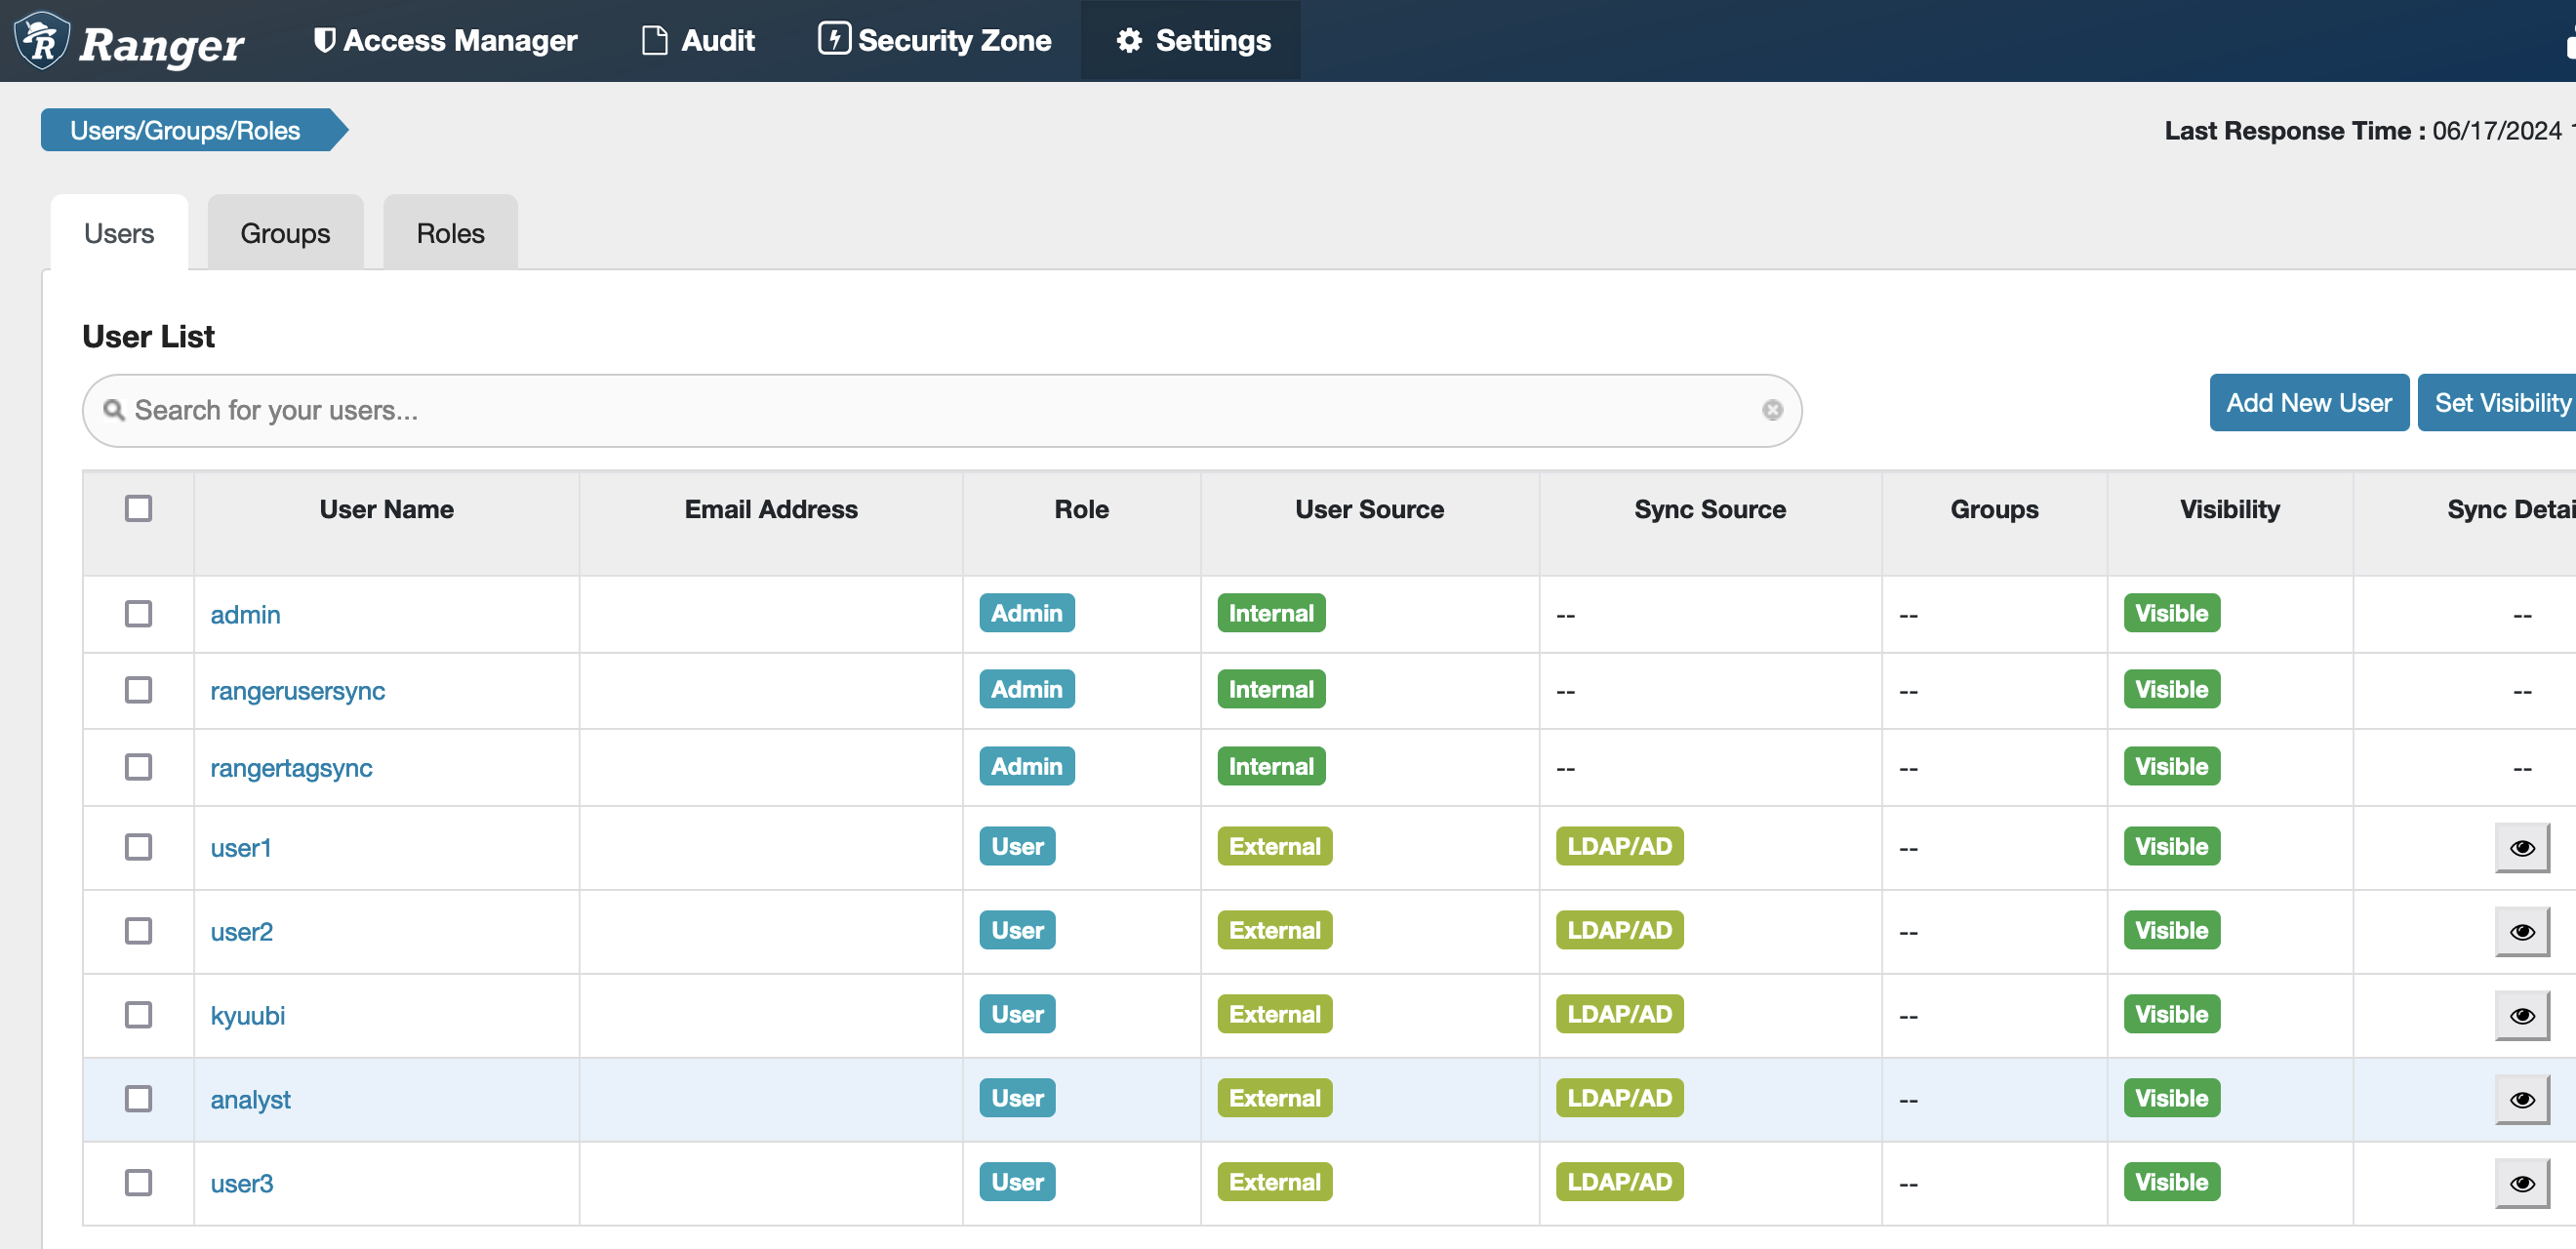 Ranger Access Manager Audit Security Zone Settings
Users/Groups/Roles Last Response Time : 06/17/2024
Users Groups Roles
User List
Search for your users... Add New User Set Visibility
User Name Email Address Role User Source Sync Source Groups Visibility Sync Detai
admin Admin Internal -- -- Visible --
rangerusersync Admin Internal -- -- Visible --
rangertagsync Admin Internal -- -- Visible --
user1 User External LDAP/AD -- Visible
user2 User External LDAP/AD -- Visible
kyuubi User External LDAP/AD -- Visible
analyst User External LDAP/AD -- Visible
user3 User External LDAP/AD -- Visible